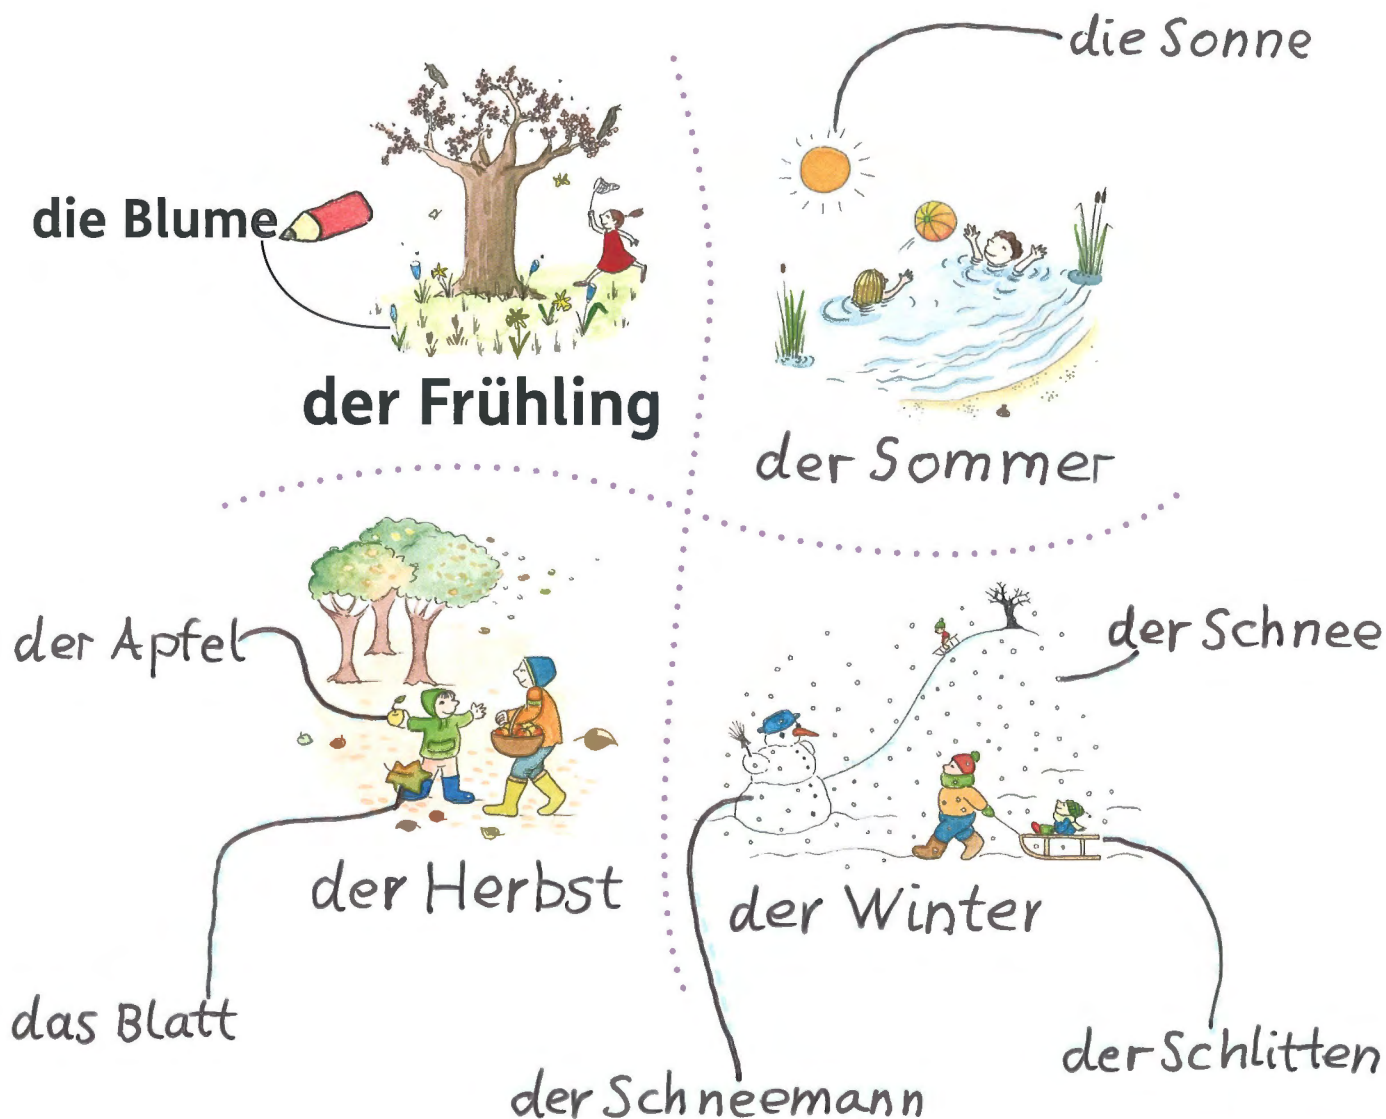 die Sonne
die Blume
der Frühling
der Sommer
der Apfel
der Schnee
der Herbst
der Winter
das Blatt
der Schlitten
der Schneemann